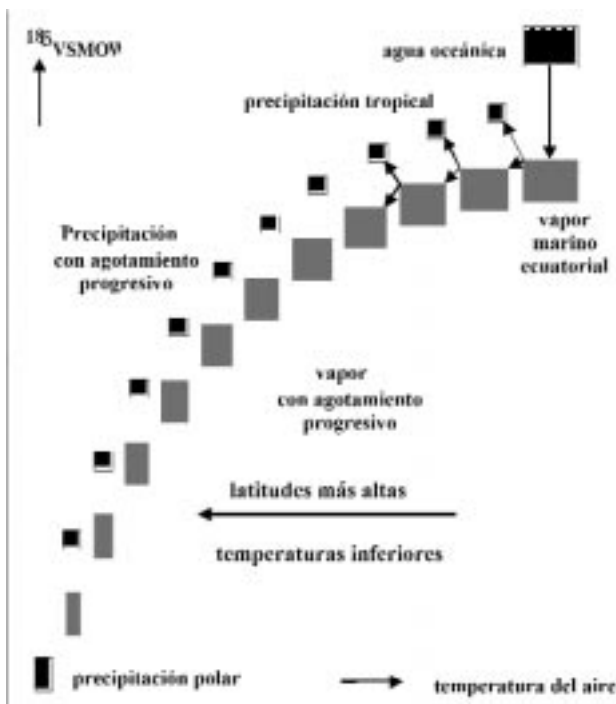 VSMOW
agua oceánica
precipitación tropical
vapor
marino
ecuatorial
Precipitación
con agotamiento
progresivo
vapor
con agotamiento
progresivo
latitudes más altas
temperaturas inferiores
precipitación polar
temperatura del aire